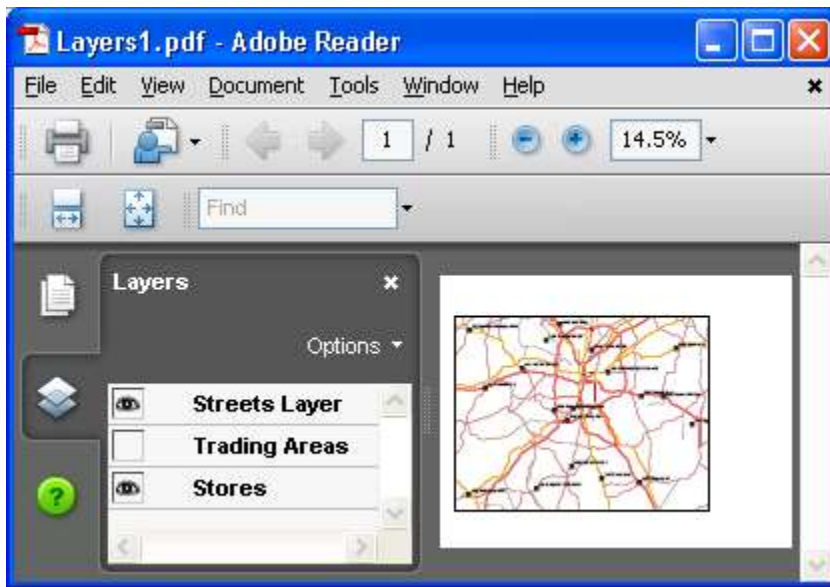 Layers1.pdf - Adobe Reader
File Edit View Document Tools Window Help
1 / 1 14.5%
Find
Layers
Options
Streets Layer
Trading Areas
Stores
?